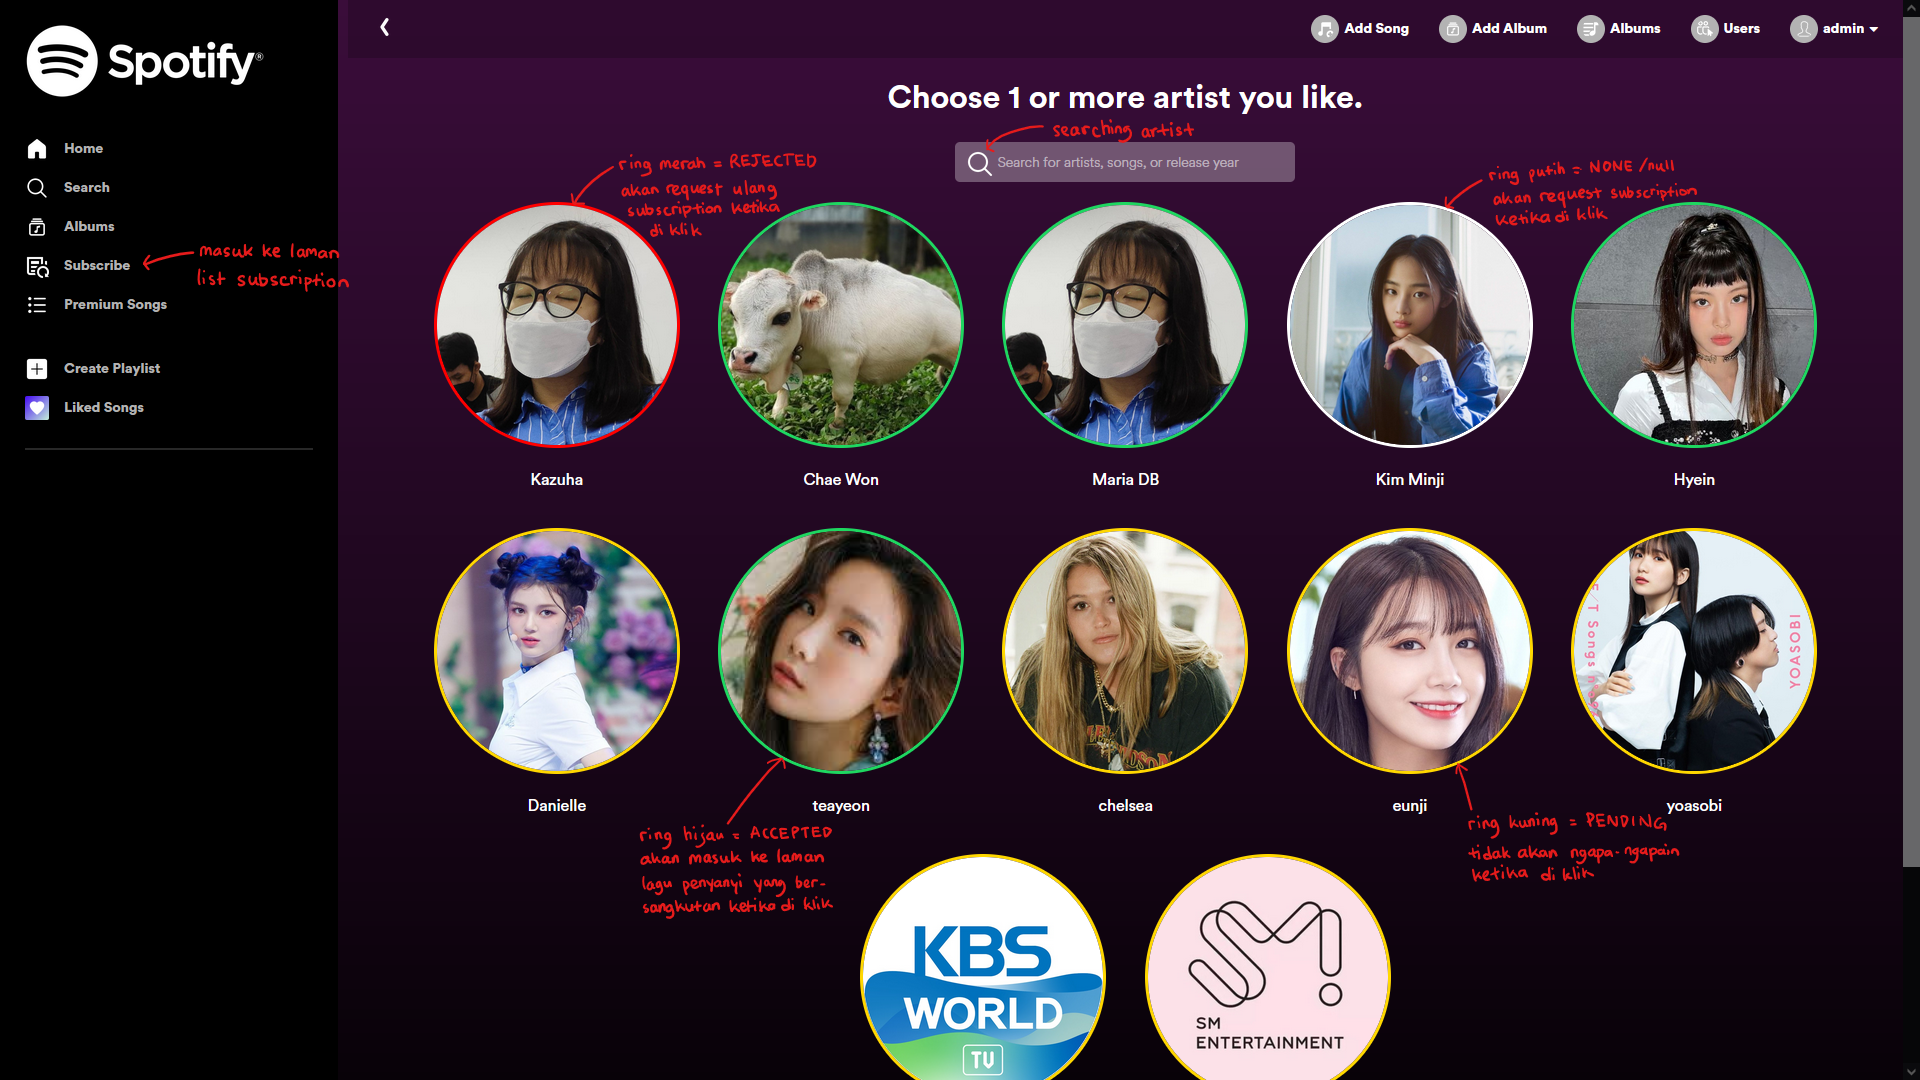 Spotify®
Add Song
Add Album
Albums
Users
admin
Choose 1 or more artist you like.
searching artist
Search for artists, songs, or release year
Home
Search
Albums
Subscribe
Premium Songs
Create Playlist
Liked Songs
masuk ke laman
list subscription
ring merah = REJECTED
akan request ulang
subscription ketika
di klik
ring putih = NONE/null
akan request subscription
ketika di klik
Kazuha
Chae Won
Maria DB
Kim Minji
Hyein
YOASOBI
Danielle
teayeon
chelsea
eunji
yoasobi
ring hijau = ACCEPTED
akan masuk ke laman
lagu penyanyi yang ber-
sangkutan ketika di klik
ring kuning = PENDING
tidak akan ngapa-ngapain
ketika di klik
KBS
WORLD
TV
SM
ENTERTAINMENT